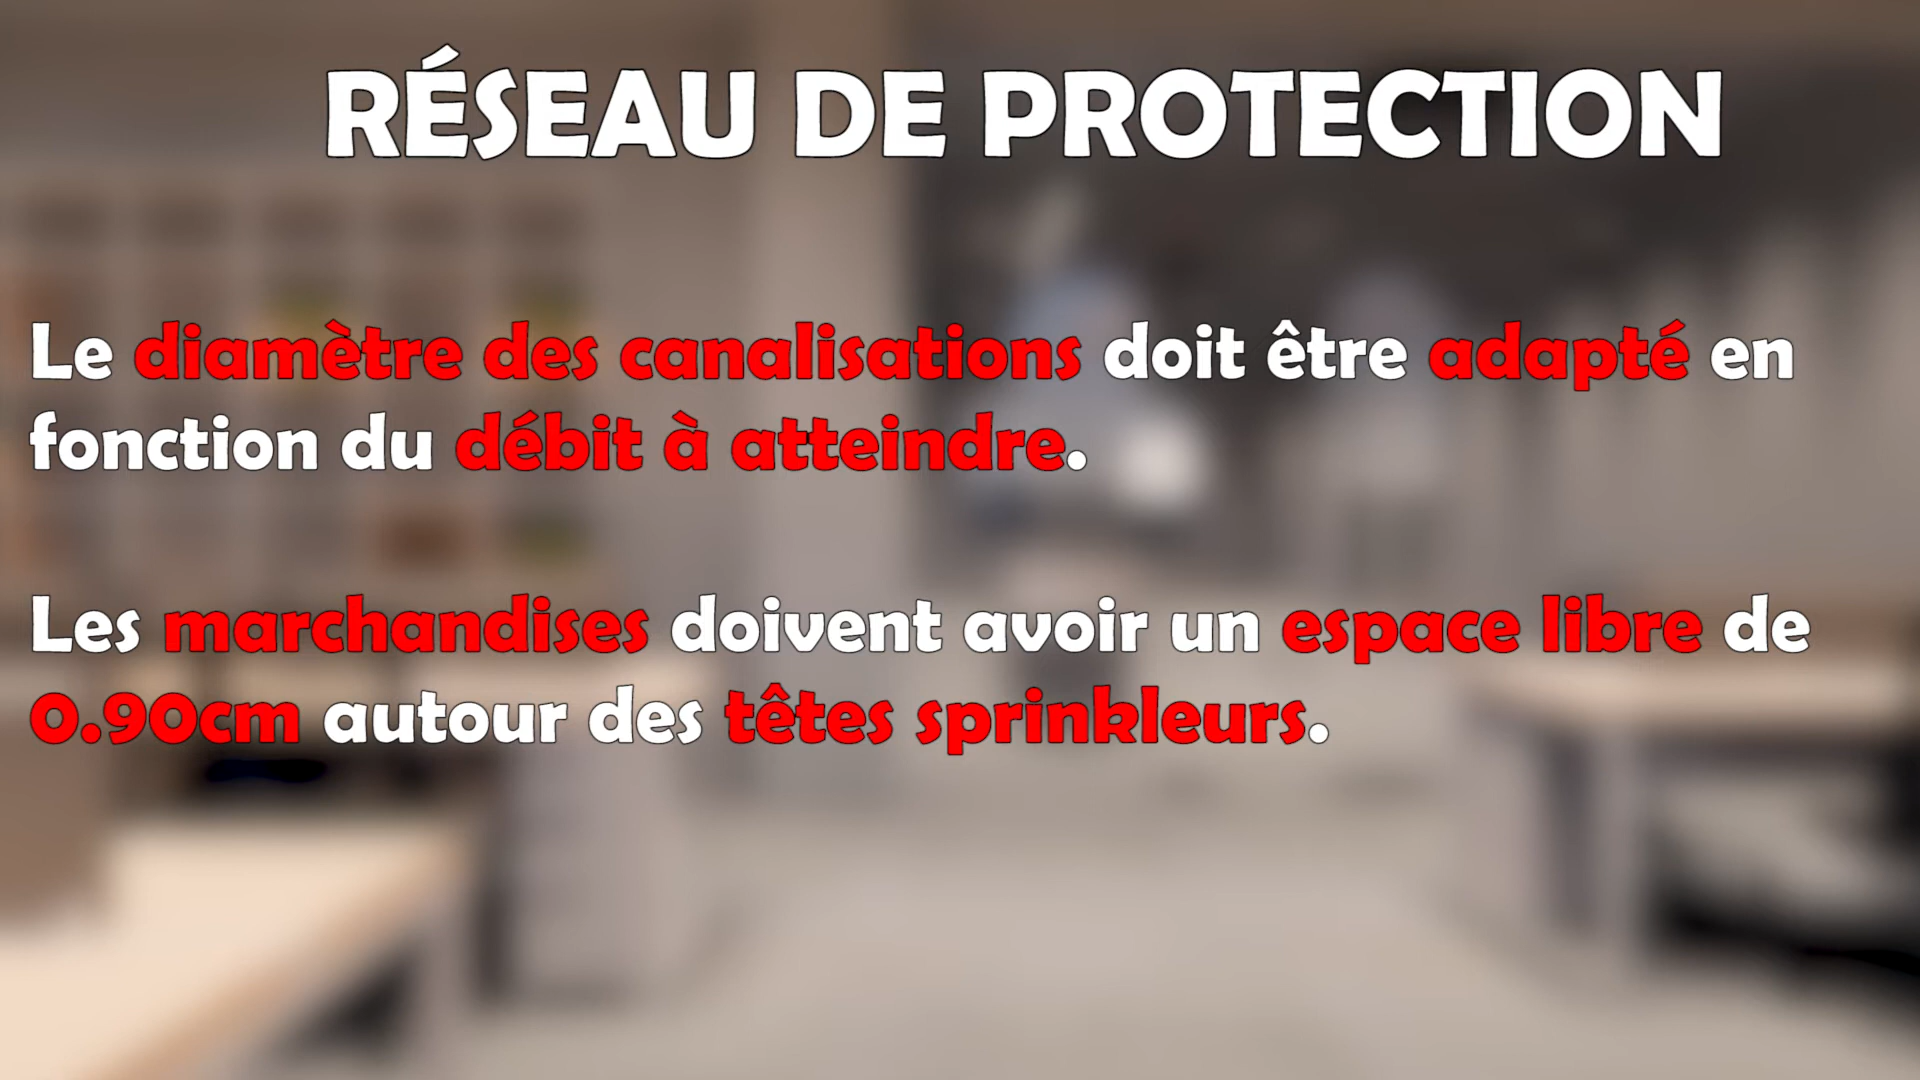 RÉSEAU DE PROTECTION
Le diamètre des canalisations doit être adapté en
fonction du débit à atteindre.
Les marchandises doivent avoir un espace libre de
0.90cm autour des têtes sprinkleurs.